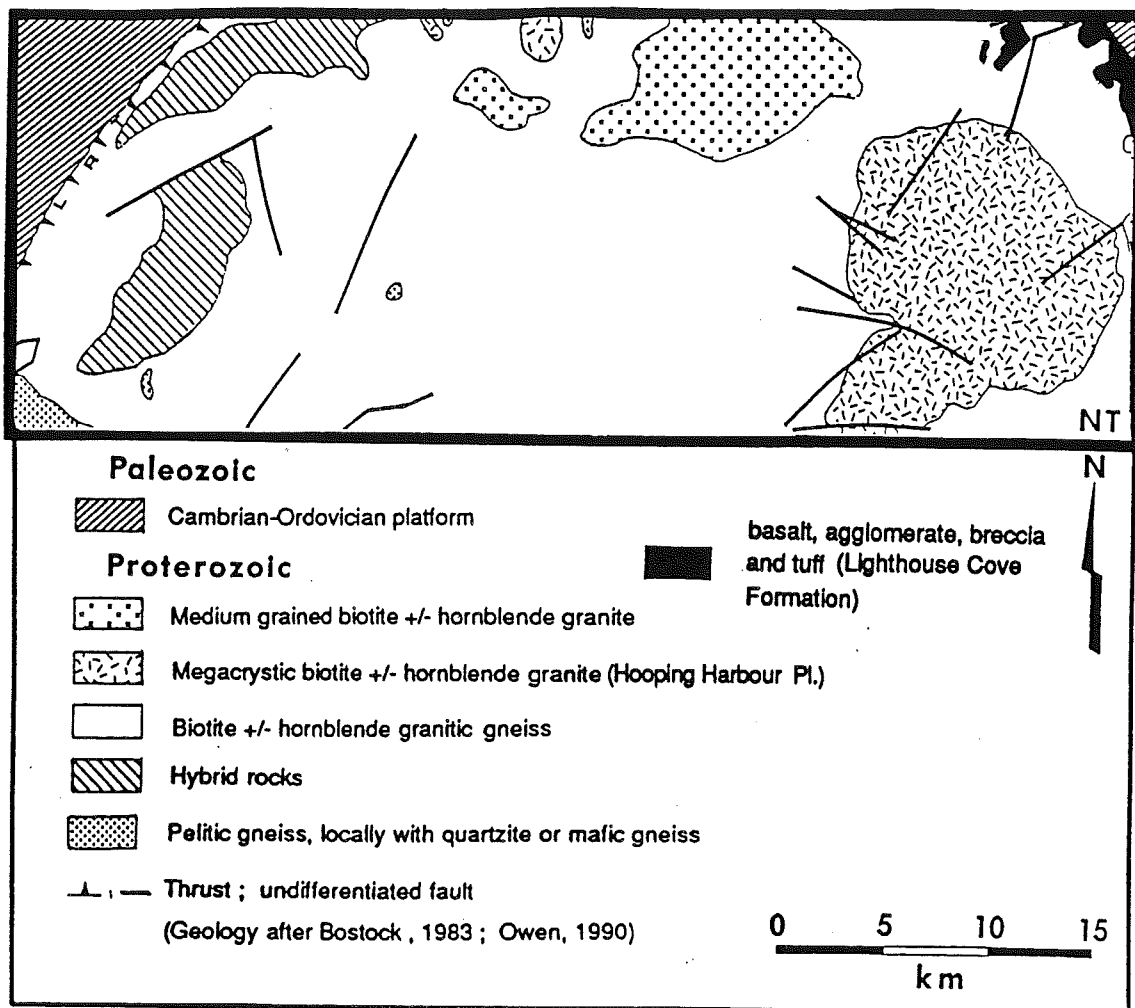 L R T
NT
Paleozoic
Cambrian-Ordovician platform
Proterozoic
Medium grained biotite +/- hornblende granite
Megacrystic biotite +/- hornblende granite (Hooping Harbour Pl.)
Biotite +/- hornblende granitic gneiss
Hybrid rocks
Pelitic gneiss, locally with quartzite or mafic gneiss
Thrust ; undifferentiated fault
(Geology after Bostock , 1983 ; Owen, 1990)
basalt, agglomerate, breccia
and tuff (Lighthouse Cove
Formation)
N
0 5 10 15
km